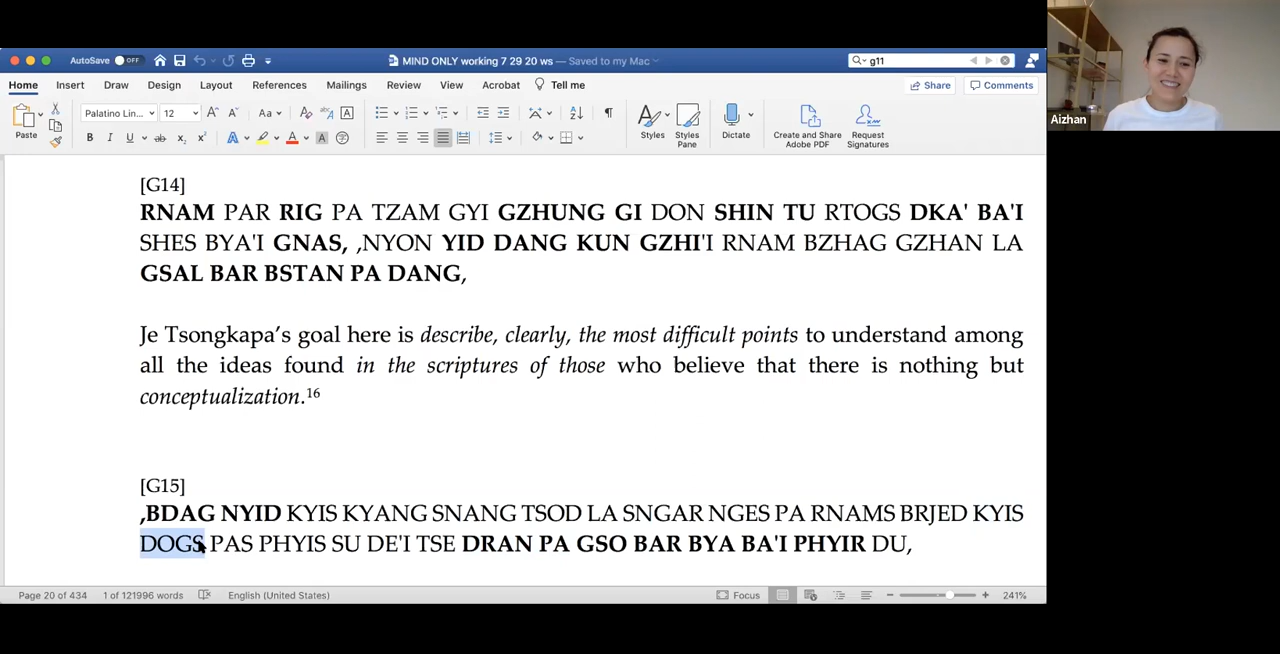 AutoSave OFF MIND ONLY working 7 29 20 ws — Saved to my Mac g11
Home Insert Draw Design Layout References Mailings Review View Acrobat Tell me Share Comments
Palatino Lin... 12
Paste Styles Styles Pane Dictate Create and Share Adobe PDF Request Signatures
Aizhan
[G14]
RNAM PAR RIG PA TZAM GYI GZHUNG GI DON SHIN TU RTOGS DKA' BA'I
SHES BYA'I GNAS, ,NYON YID DANG KUN GZHI'I RNAM BZHAG GZHAN LA
GSAL BAR BSTAN PA DANG,
Je Tsongkapa’s goal here is describe, clearly, the most difficult points to understand among
all the ideas found in the scriptures of those who believe that there is nothing but
conceptualization.16
[G15]
,BDAG NYID KYIS KYANG SNANG TSOD LA SNGAR NGES PA RNAMS BRJED KYIS
DOGS PAS PHYIS SU DE'I TSE DRAN PA GSO BAR BYA BA'I PHYIR DU,
Page 20 of 434 1 of 121996 words English (United States) Focus 241%